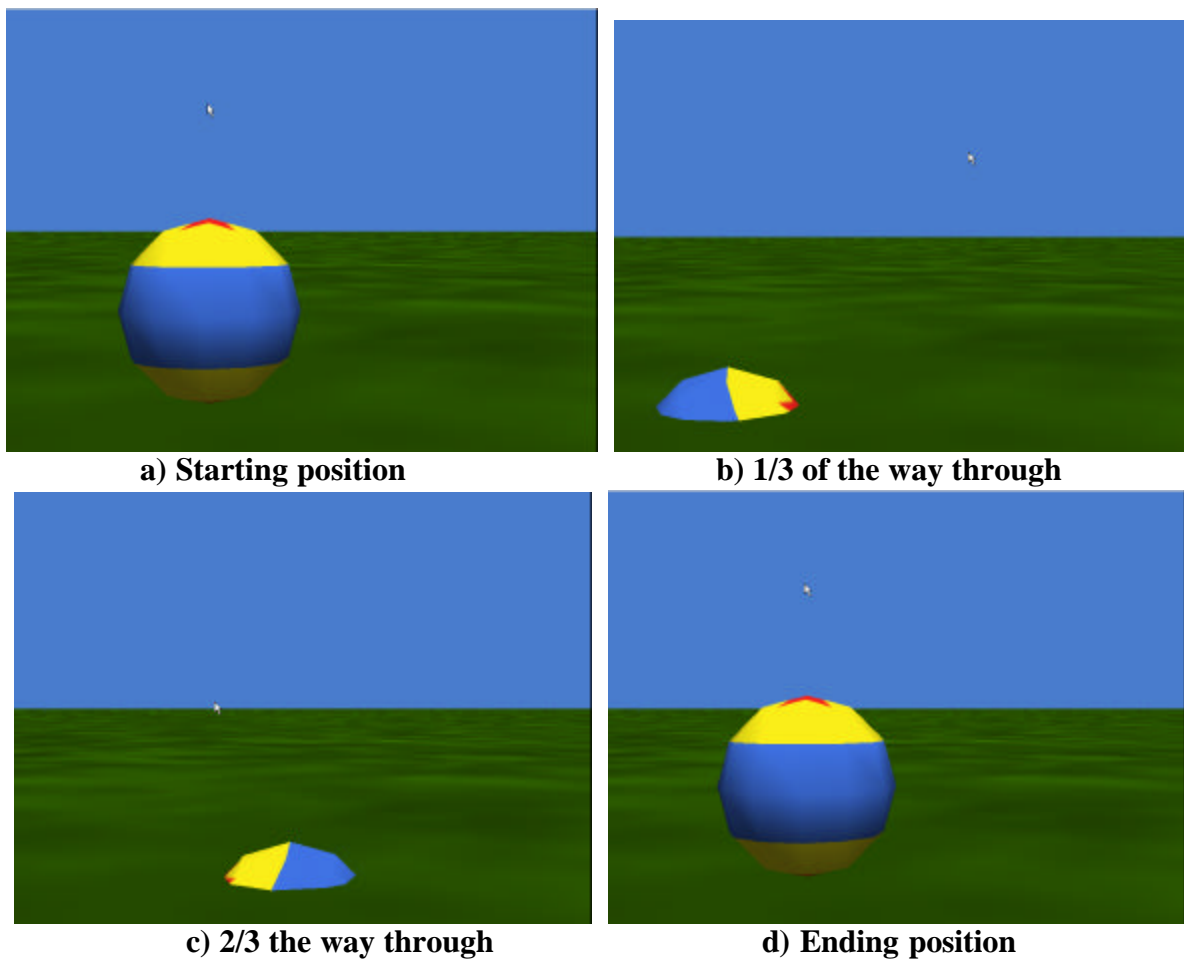 a) Starting position
b) 1/3 of the way through
c) 2/3 the way through
d) Ending position